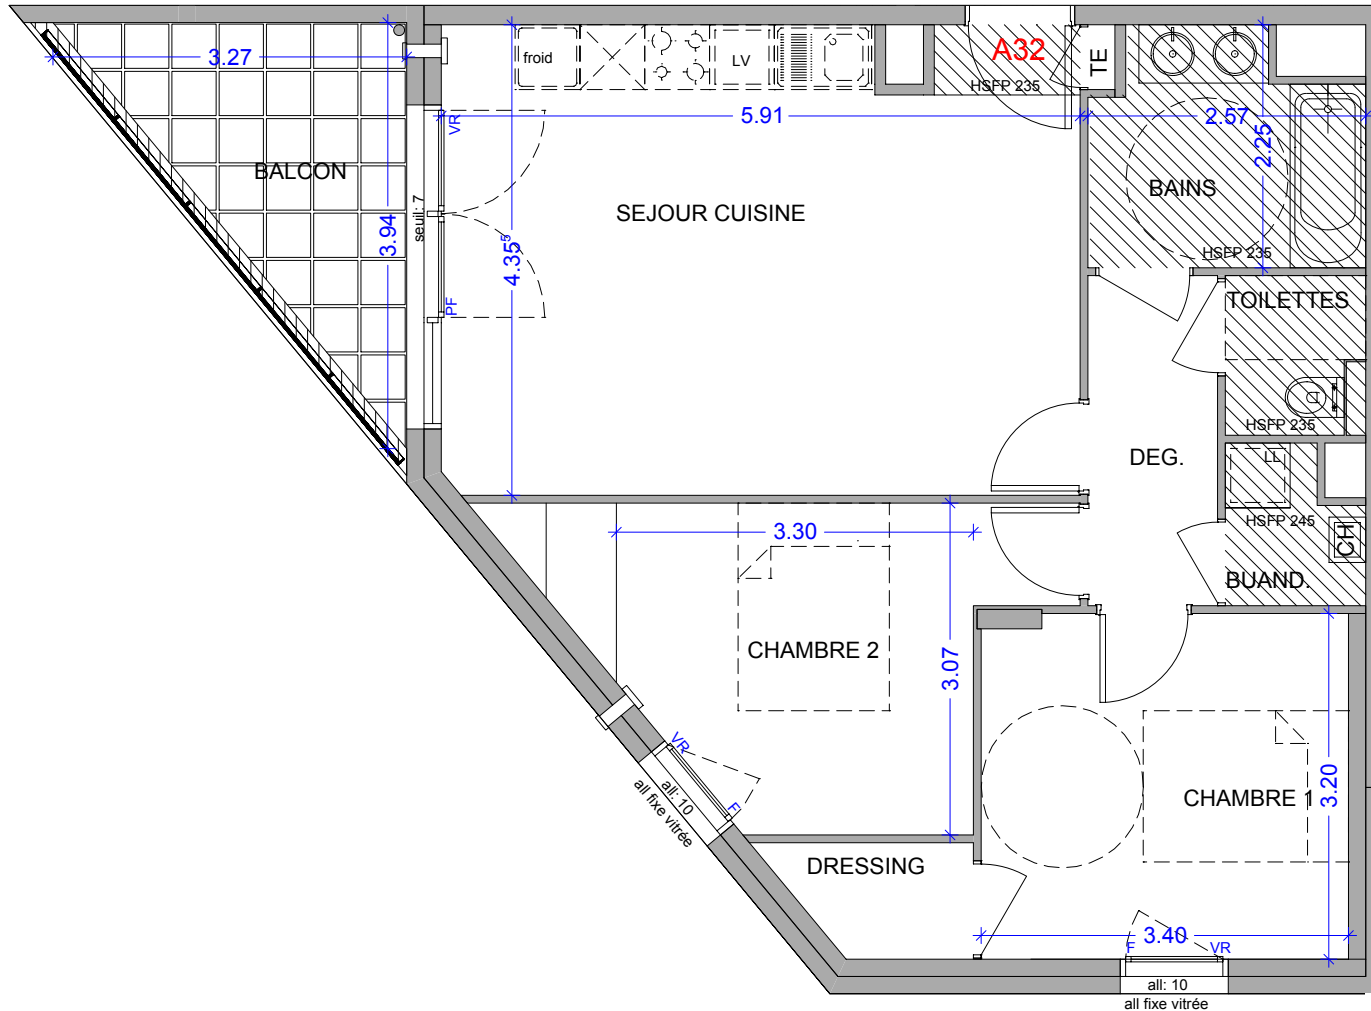 3.27
froid
LV
A32
HSFP 235
TE
VR
5.91
2.57
2.25
BALCON
SEJOUR CUISINE
BAINS
3.94
seuil: 7
4.35⁵
HSFP 235
PF
TOILETTES
HSFP 235
DEG.
LL
HSFP 245
CH
3.30
BUAND.
CHAMBRE 2
3.07
VR
all: 10
F
all fixe vitrée
CHAMBRE 1
3.20
DRESSING
3.40
F
VR
all: 10
all fixe vitrée